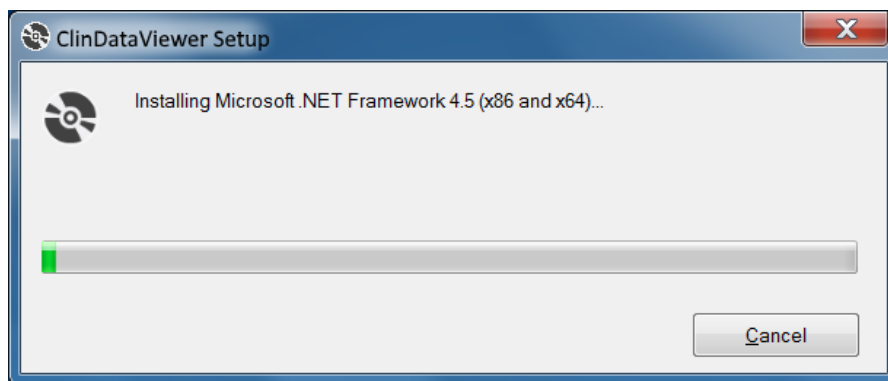 ClinDataViewer Setup
Installing Microsoft .NET Framework 4.5 (x86 and x64)...
Cancel